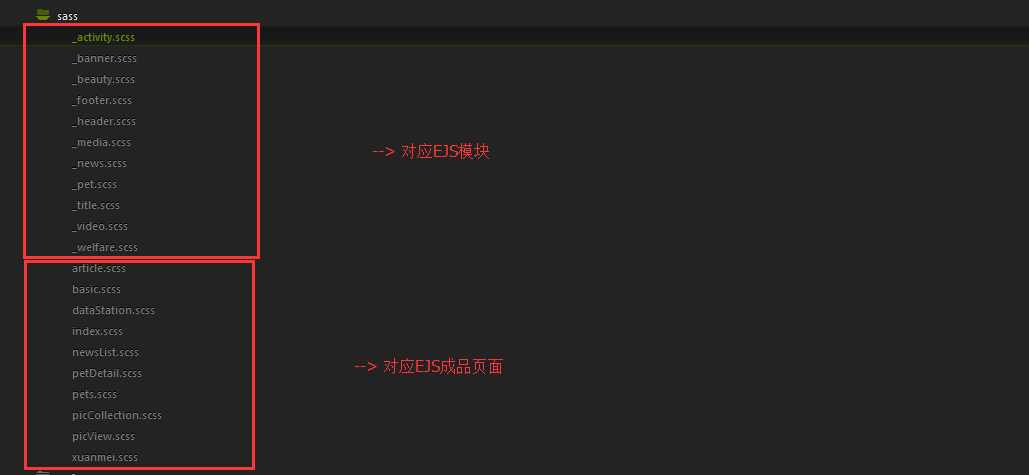 sass
_activity.scss
_banner.scss
_beauty.scss
_footer.scss
_header.scss
_media.scss
--> 对应EJS模块
_news.scss
_pet.scss
_title.scss
_video.scss
_welfare.scss
article.scss
basic.scss
dataStation.scss
index.scss
newsList.scss
petDetail.scss
--> 对应EJS成品页面
pets.scss
picCollection.scss
picView.scss
xuanmei.scss